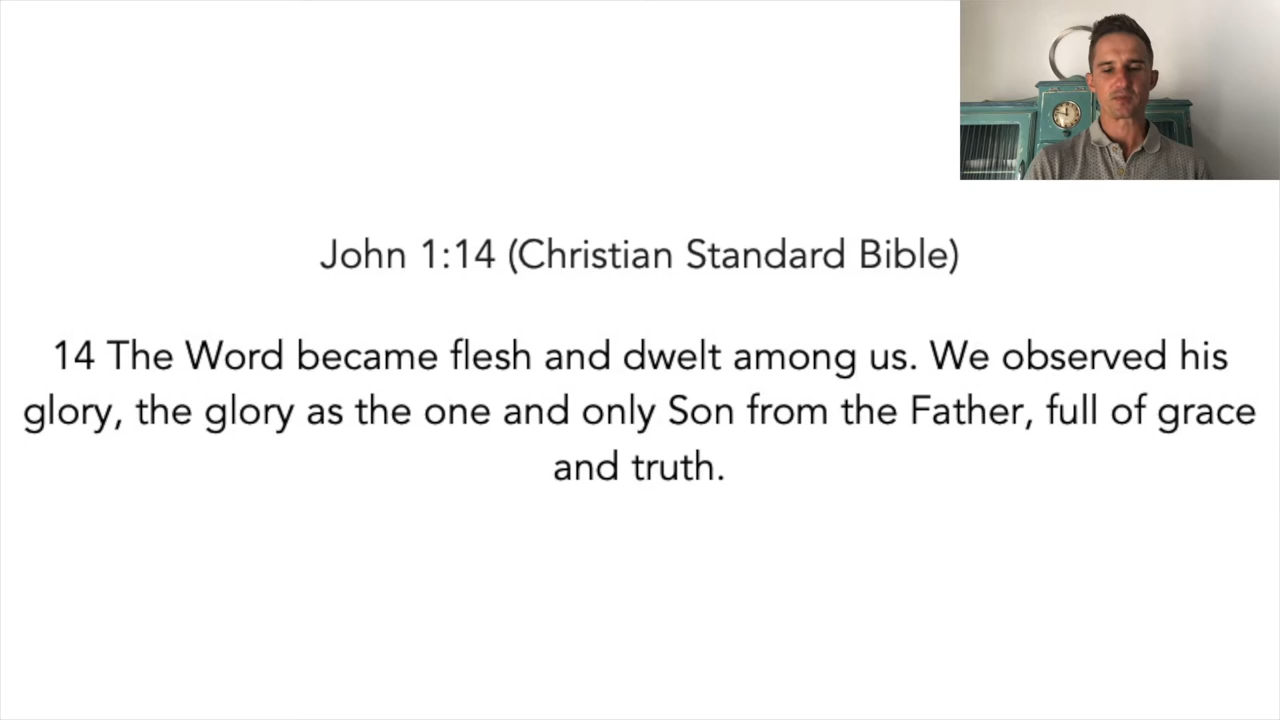 John 1:14 (Christian Standard Bible)
14 The Word became flesh and dwelt among us. We observed his
glory, the glory as the one and only Son from the Father, full of grace
and truth.